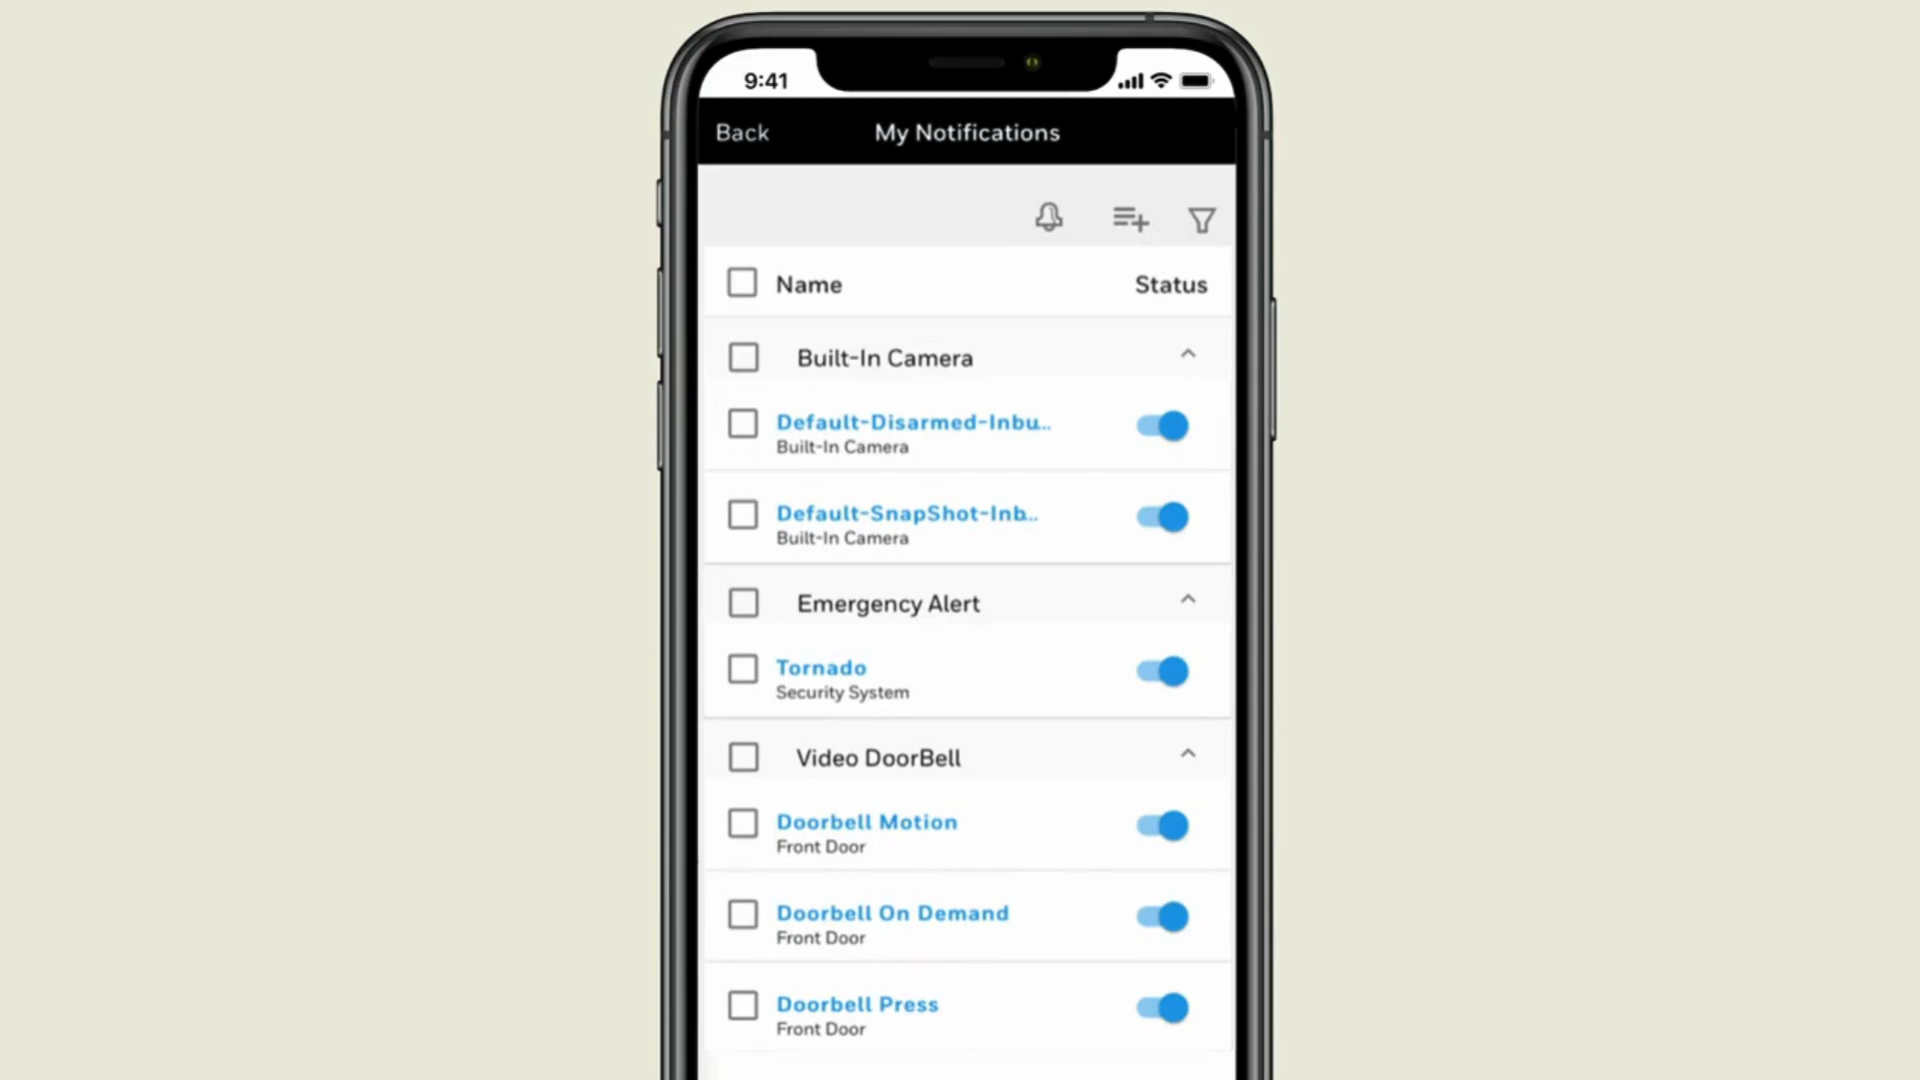 9:41
Back
My Notifications
Name
Status
Built-In Camera
Default-Disarmed-Inbu...
Built-In Camera
Default-SnapShot-Inb...
Built-In Camera
Emergency Alert
Tornado
Security System
Video DoorBell
Doorbell Motion
Front Door
Doorbell On Demand
Front Door
Doorbell Press
Front Door